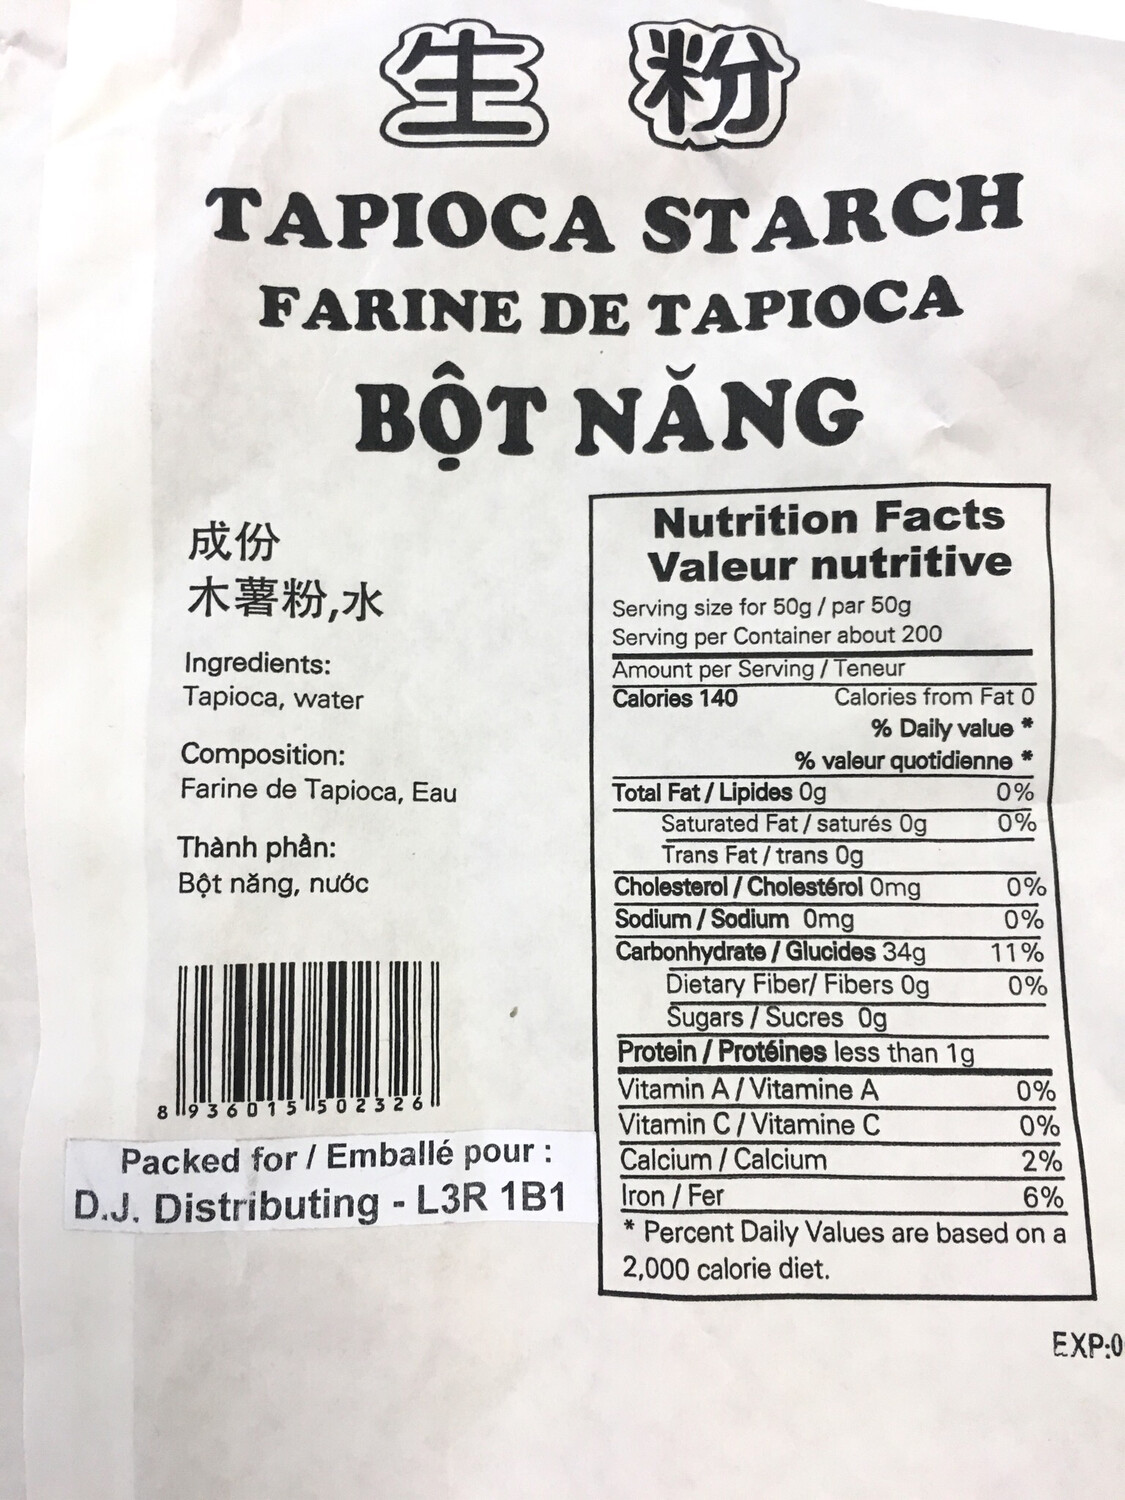 生粉
TAPIOCA STARCH
FARINE DE TAPIOCA
BỘT NĂNG
成份
木薯粉,水
Ingredients:
Tapioca, water
Composition:
Farine de Tapioca, Eau
Thành phần:
Bột năng, nước
8 936015 502326
Packed for / Emballé pour :
D.J. Distributing - L3R 1B1
Nutrition Facts
Valeur nutritive
Serving size for 50g / par 50g
Serving per Container about 200
Amount per Serving / Teneur
Calories 140 Calories from Fat 0
% Daily value *
% valeur quotidienne *
Total Fat / Lipides 0g 0%
Saturated Fat / saturés 0g 0%
Trans Fat / trans 0g
Cholesterol / Cholestérol 0mg 0%
Sodium / Sodium 0mg 0%
Carbonhydrate / Glucides 34g 11%
Dietary Fiber/ Fibers 0g 0%
Sugars / Sucres 0g
Protein / Protéines less than 1g
Vitamin A / Vitamine A 0%
Vitamin C / Vitamine C 0%
Calcium / Calcium 2%
Iron / Fer 6%
* Percent Daily Values are based on a
2,000 calorie diet.
EXP:0